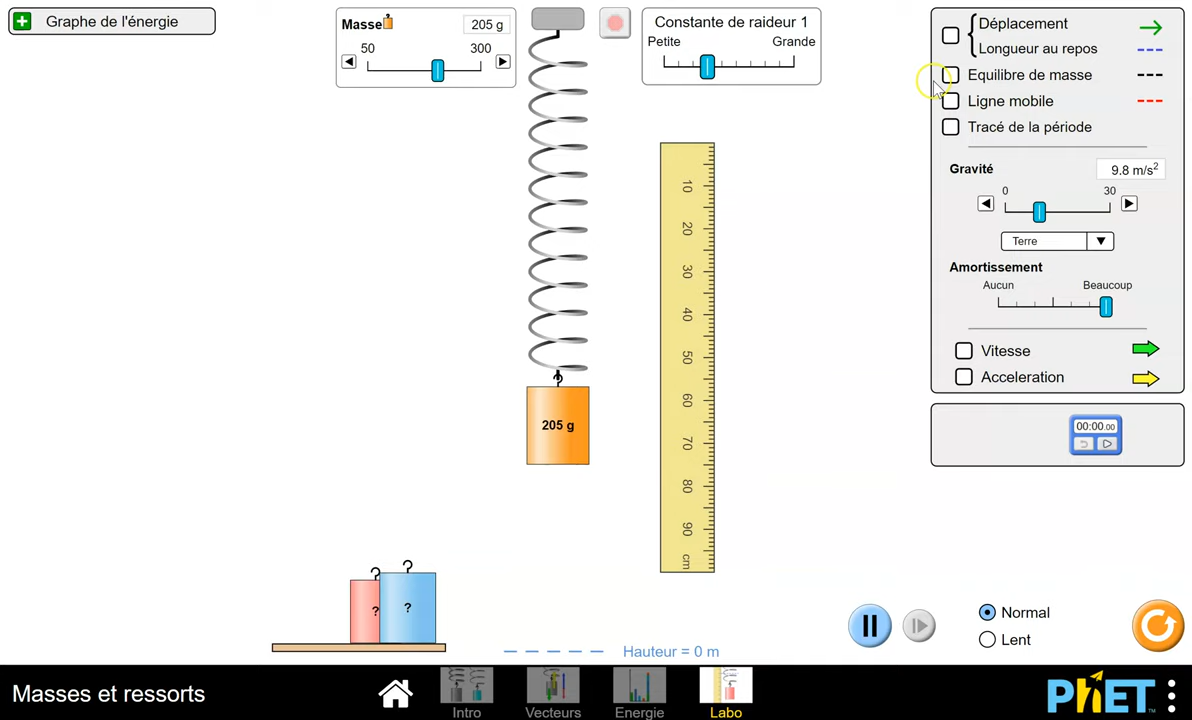 Graphe de l'énergie
Masse
205 g
50
300
Constante de raideur 1
Petite
Grande
Déplacement
Longueur au repos
Equilibre de masse
Ligne mobile
Tracé de la période
Gravité
9.8 m/s²
0
30
Terre
Amortissement
Aucun
Beaucoup
Vitesse
Acceleration
00:00.00
10
20
30
40
50
60
70
80
90
cm
205 g
?
?
Hauteur = 0 m
Normal
Lent
Masses et ressorts
Intro
Vecteurs
Energie
Labo
PhET